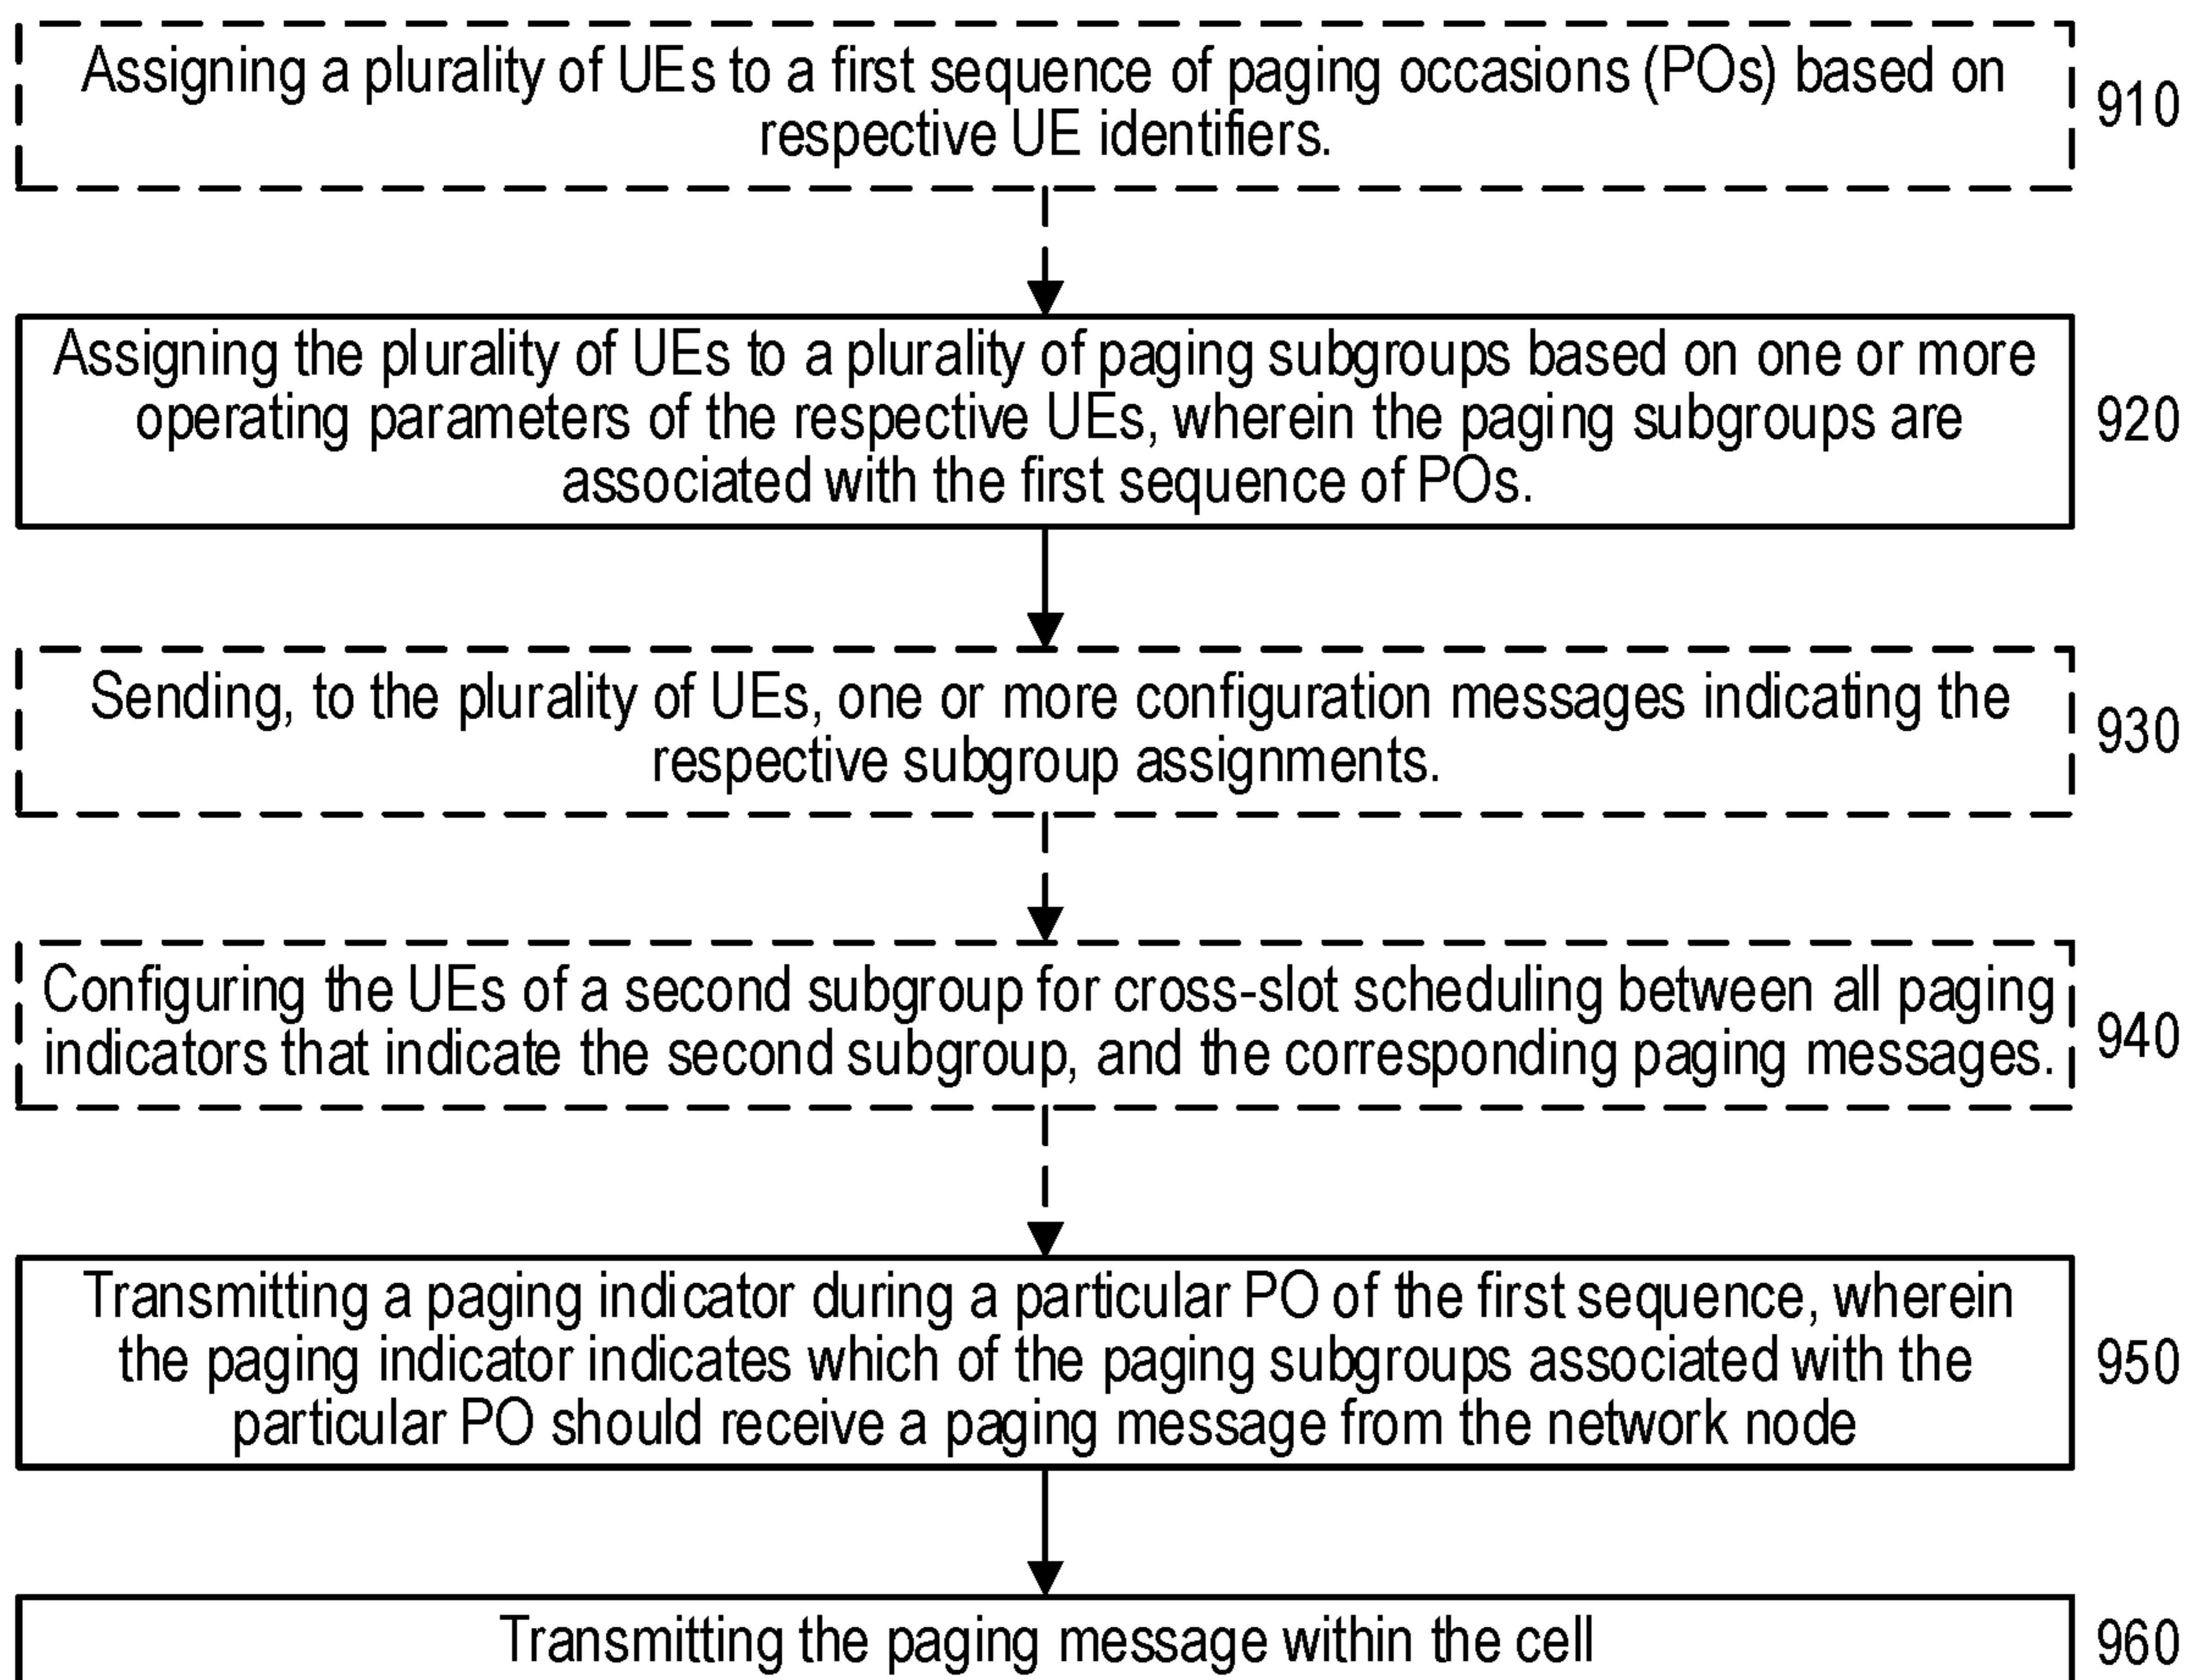 Assigning a plurality of UEs to a first sequence of paging occasions (POs) based on
respective UE identifiers.
910
Assigning the plurality of UEs to a plurality of paging subgroups based on one or more
operating parameters of the respective UEs, wherein the paging subgroups are
associated with the first sequence of POs.
920
Sending, to the plurality of UEs, one or more configuration messages indicating the
respective subgroup assignments.
930
Configuring the UEs of a second subgroup for cross-slot scheduling between all paging
indicators that indicate the second subgroup, and the corresponding paging messages.
940
Transmitting a paging indicator during a particular PO of the first sequence, wherein
the paging indicator indicates which of the paging subgroups associated with the
particular PO should receive a paging message from the network node
950
Transmitting the paging message within the cell
960